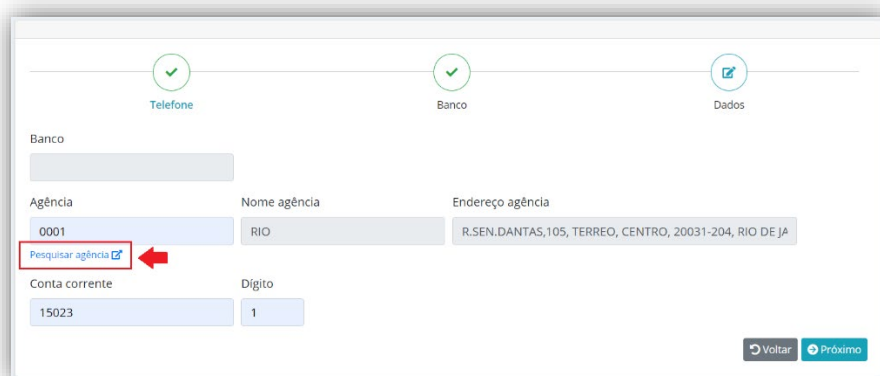 Telefone
Banco
Dados
Banco
Agência
Nome agência
Endereço agência
0001
RIO
R.SEN.DANTAS,105, TERREO, CENTRO, 20031-204, RIO DE JA
Pesquisar agência
Conta corrente
Dígito
15023
1
Voltar
Próximo